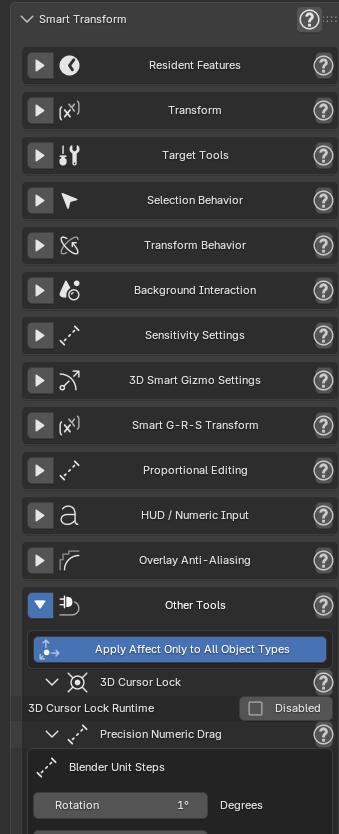 Smart Transform
Resident Features
Transform
Target Tools
Selection Behavior
Transform Behavior
Background Interaction
Sensitivity Settings
3D Smart Gizmo Settings
Smart G-R-S Transform
Proportional Editing
HUD / Numeric Input
Overlay Anti-Aliasing
Other Tools
Apply Affect Only to All Object Types
3D Cursor Lock
3D Cursor Lock Runtime Disabled
Precision Numeric Drag
Blender Unit Steps
Rotation 1° Degrees